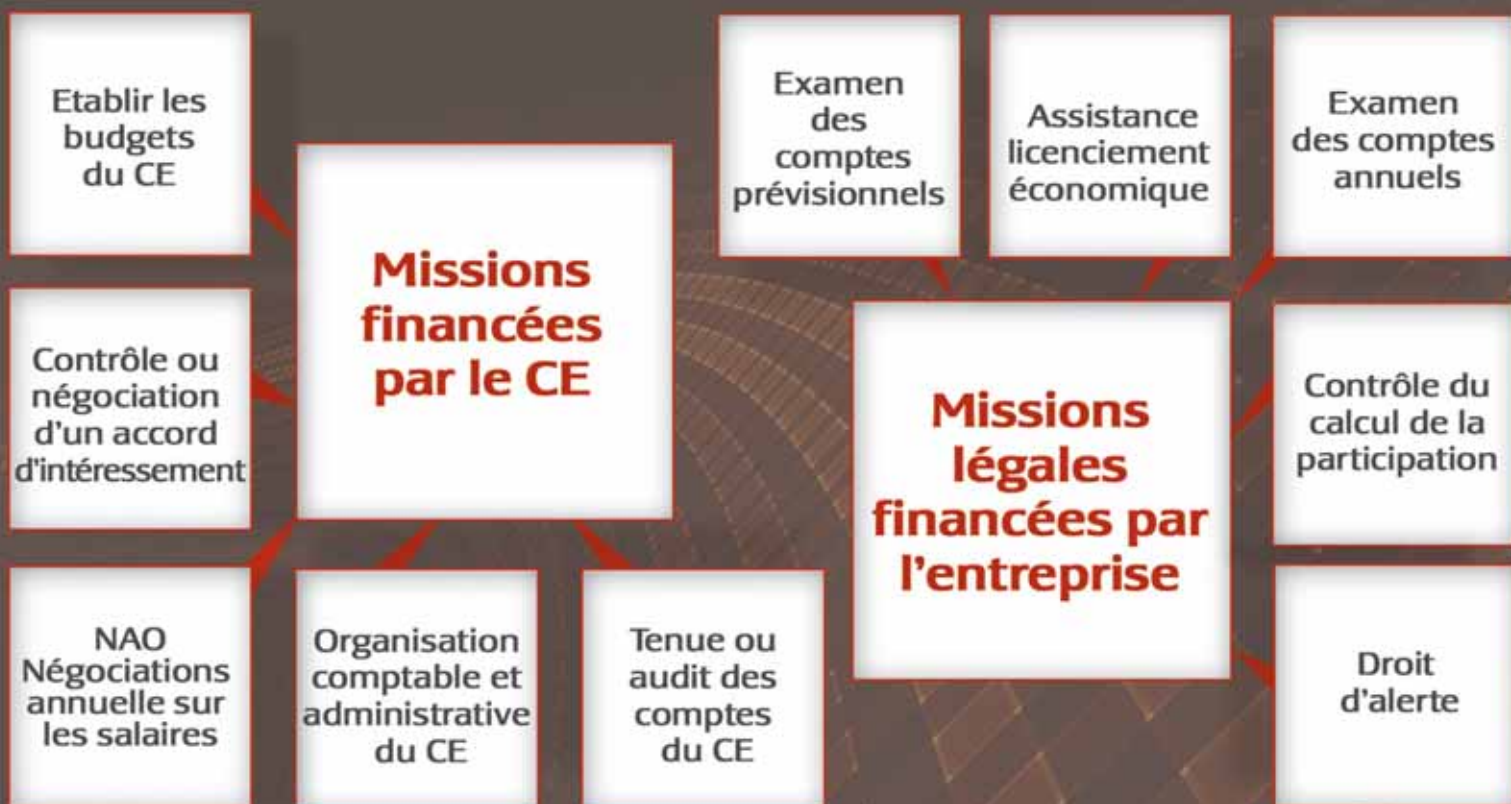 Etablir les
budgets
du CE
Contrôle ou
négociation
d'un accord
d'intéressement
NAO
Négociations
annuelle sur
les salaires
Organisation
comptable et
administrative
du CE
Tenue ou
audit des
comptes
du CE
Missions
financées
par le CE
Examen
des
comptes
prévisionnels
Assistance
licenciement
économique
Examen
des comptes
annuels
Missions
légales
financées par
l'entreprise
Contrôle du
calcul de la
participation
Droit
d'alerte